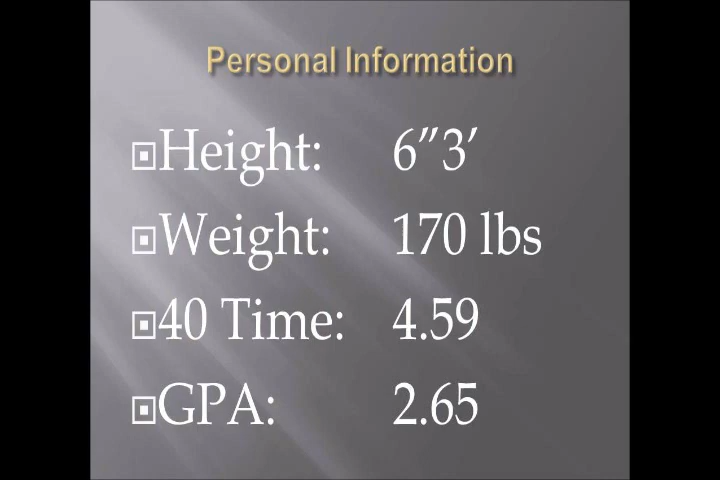 Personal Information
Height: 6”3’
Weight: 170 lbs
40 Time: 4.59
GPA: 2.65